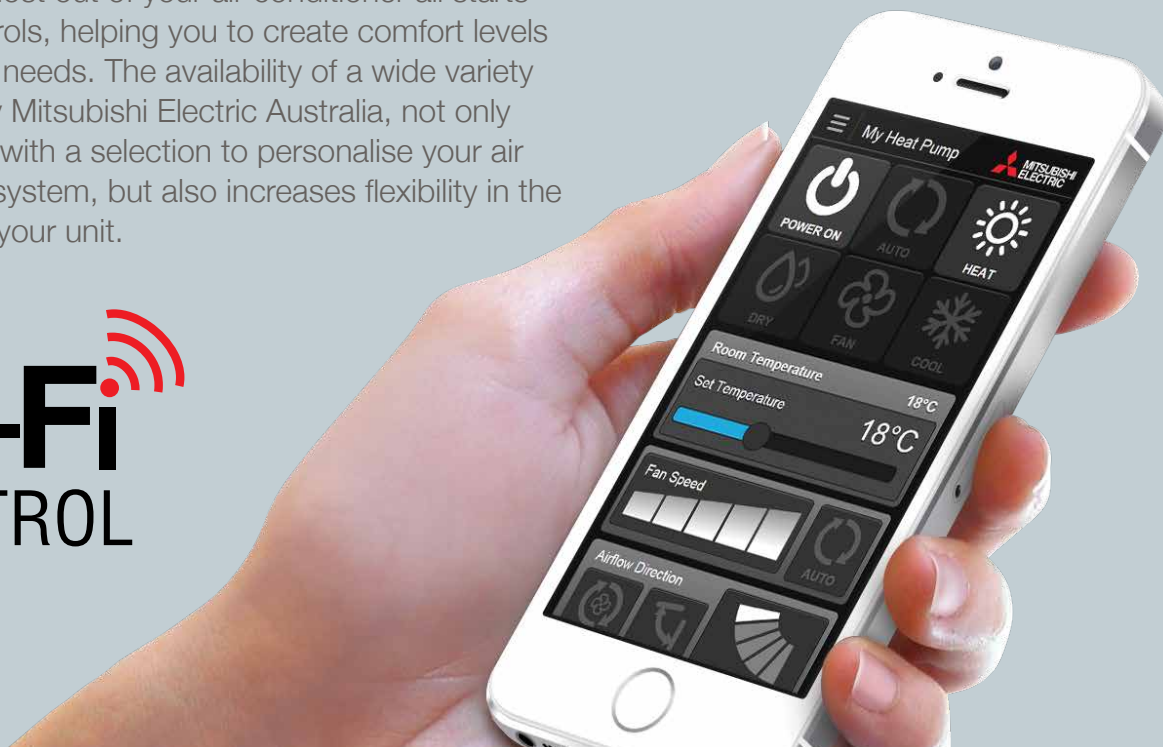 rols, helping you to create comfort levels
needs. The availability of a wide variety
Mitsubishi Electric Australia, not only
with a selection to personalise your air
system, but also increases flexibility in the
your unit.
-Fi
TROL
My Heat Pump
MITSUBISHI
ELECTRIC
POWER ON
AUTO
HEAT
DRY
FAN
COOL
Room Temperature
18°C
Set Temperature
18°C
Fan Speed
AUTO
Airflow Direction